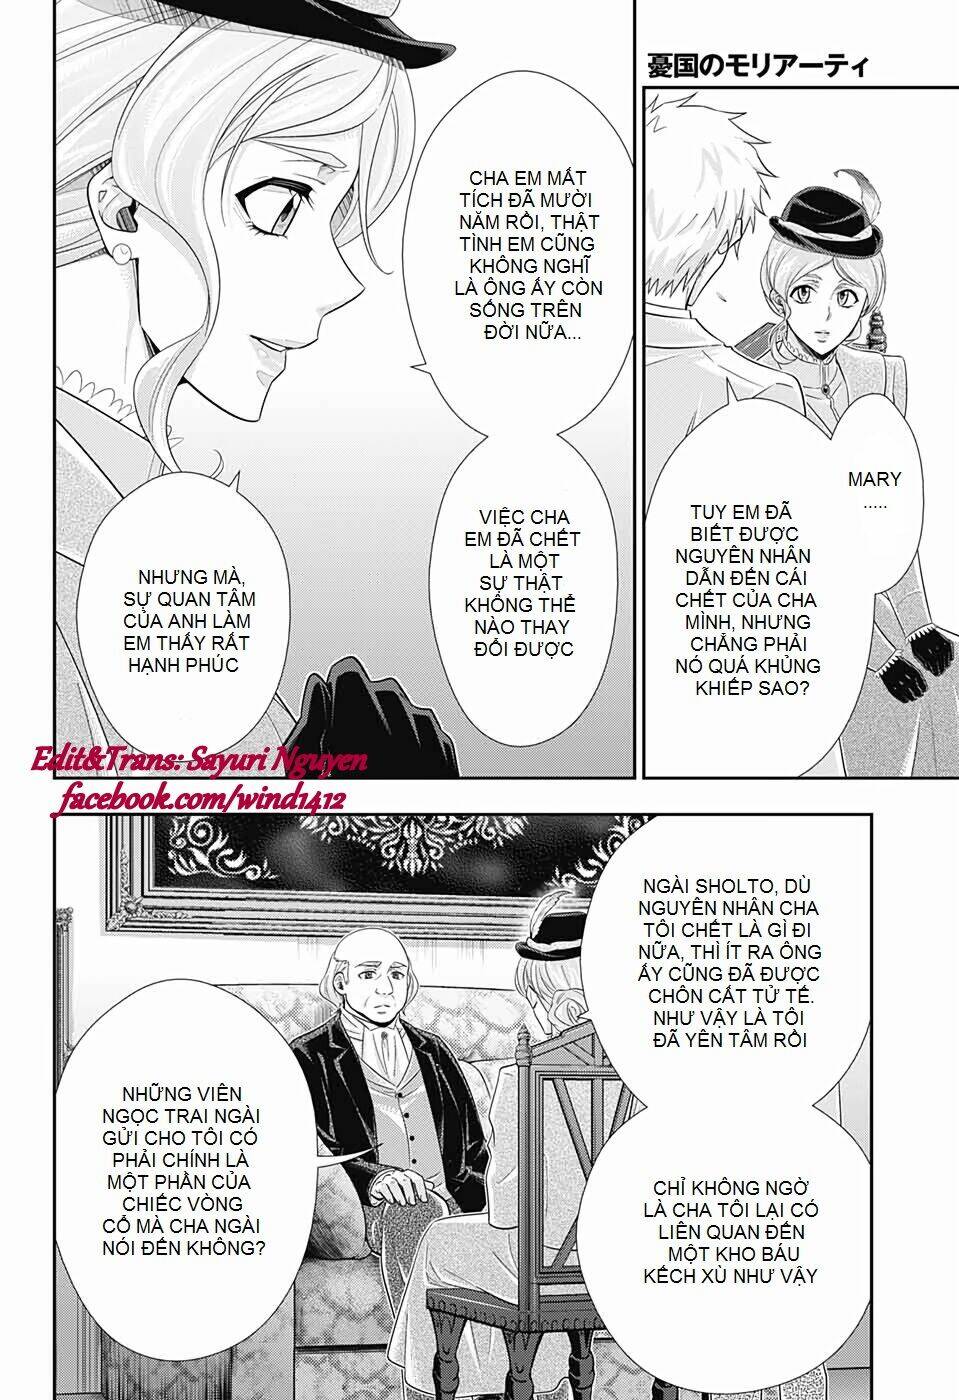 憂国のモリアーティ
MARY
.....
TUY EM ĐÃ
BIẾT ĐƯỢC
NGUYÊN NHÂN
DẪN ĐẾN CÁI
CHẾT CỦA CHA
MÌNH, NHƯNG
CHẲNG PHẢI
NÓ QUÁ KHỦNG
KHIẾP SAO?
CHA EM MẤT
TÍCH ĐÃ MƯỜI
NĂM RỒI, THẬT
TÌNH EM CŨNG
KHÔNG NGHĨ
LÀ ÔNG ẤY CÒN
SỐNG TRÊN
ĐỜI NỮA...
VIỆC CHA
EM ĐÃ CHẾT
LÀ MỘT
SỰ THẬT
KHÔNG THỂ
NÀO THAY
ĐỔI ĐƯỢC
NHƯNG MÀ,
SỰ QUAN TÂM
CỦA ANH LÀM
EM THẤY RẤT
HẠNH PHÚC
Edit&Trans: Sayuri Nguyen
facebook.com/wind1412
NGÀI SHOLTO, DÙ
NGUYÊN NHÂN CHA
TÔI CHẾT LÀ GÌ ĐI
NỮA, THÌ ÍT RA ÔNG
ẤY CŨNG ĐÃ ĐƯỢC
CHÔN CẤT TỬ TẾ.
NHƯ VẬY LÀ TÔI
ĐÃ YÊN TÂM RỒI
CHỈ KHÔNG NGỜ
LÀ CHA TÔI LẠI CÓ
LIÊN QUAN ĐẾN
MỘT KHO BÁU
KẾCH XÙ NHƯ VẬY
NHỮNG VIÊN
NGỌC TRAI NGÀI
GỬI CHO TÔI CÓ
PHẢI CHÍNH LÀ
MỘT PHẦN CỦA
CHIẾC VÒNG
CỔ MÀ CHA NGÀI
NÓI ĐẾN KHÔNG?